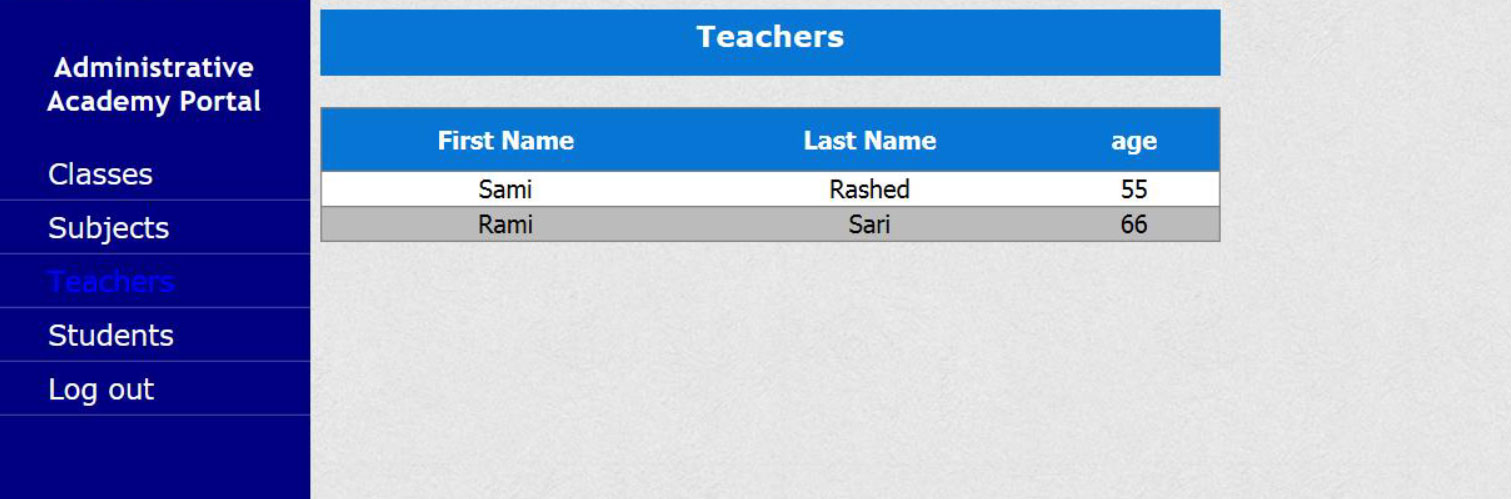 Administrative
Academy Portal
Classes
Subjects
Teachers
Students
Log out
Teachers
First Name Last Name age
Sami Rashed 55
Rami Sari 66